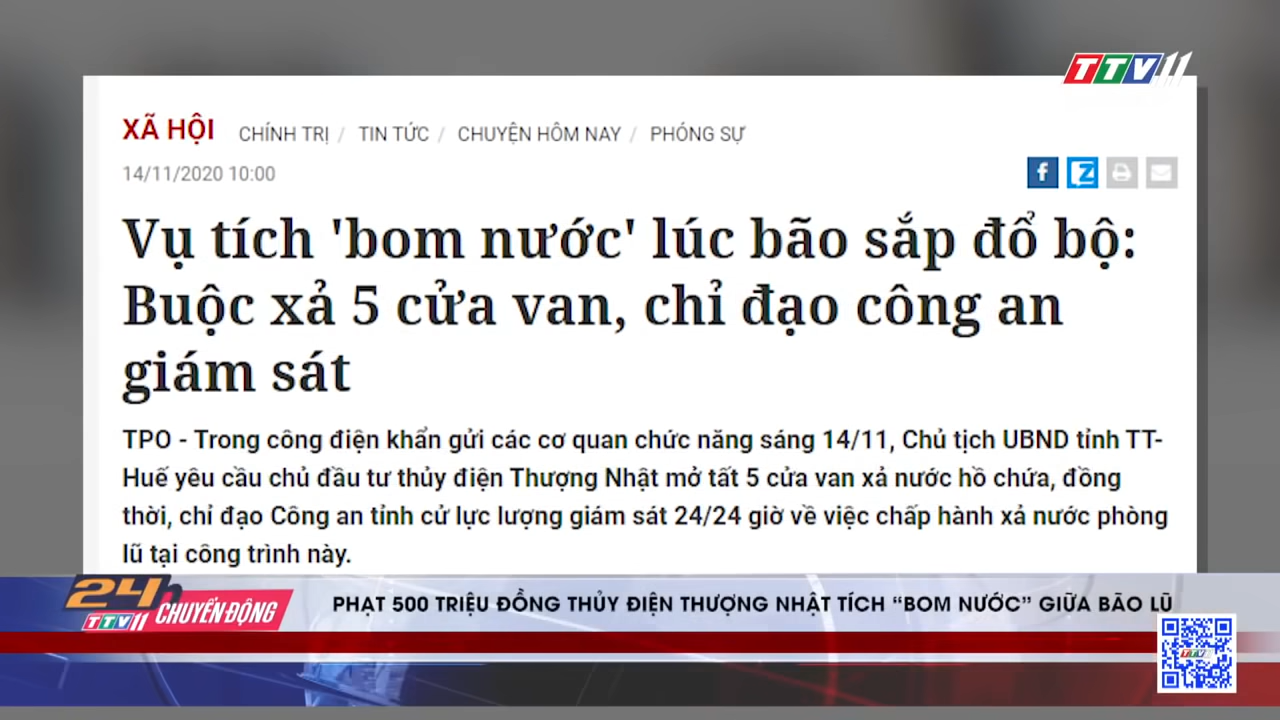 TTV11
XÃ HỘI CHÍNH TRỊ / TIN TỨC / CHUYỆN HÔM NAY / PHÓNG SỰ
14/11/2020 10:00
Vụ tích 'bom nước' lúc bão sắp đổ bộ:
Buộc xả 5 cửa van, chỉ đạo công an
giám sát
TPO - Trong công điện khẩn gửi các cơ quan chức năng sáng 14/11, Chủ tịch UBND tỉnh TT-
Huế yêu cầu chủ đầu tư thủy điện Thượng Nhật mở tất 5 cửa van xả nước hồ chứa, đồng
thời, chỉ đạo Công an tỉnh cử lực lượng giám sát 24/24 giờ về việc chấp hành xả nước phòng
lũ tại công trình này.
24h
TTV11 CHUYỂN ĐỘNG
PHẠT 500 TRIỆU ĐỒNG THỦY ĐIỆN THƯỢNG NHẬT TÍCH “BOM NƯỚC” GIỮA BÃO LŨ
TTV